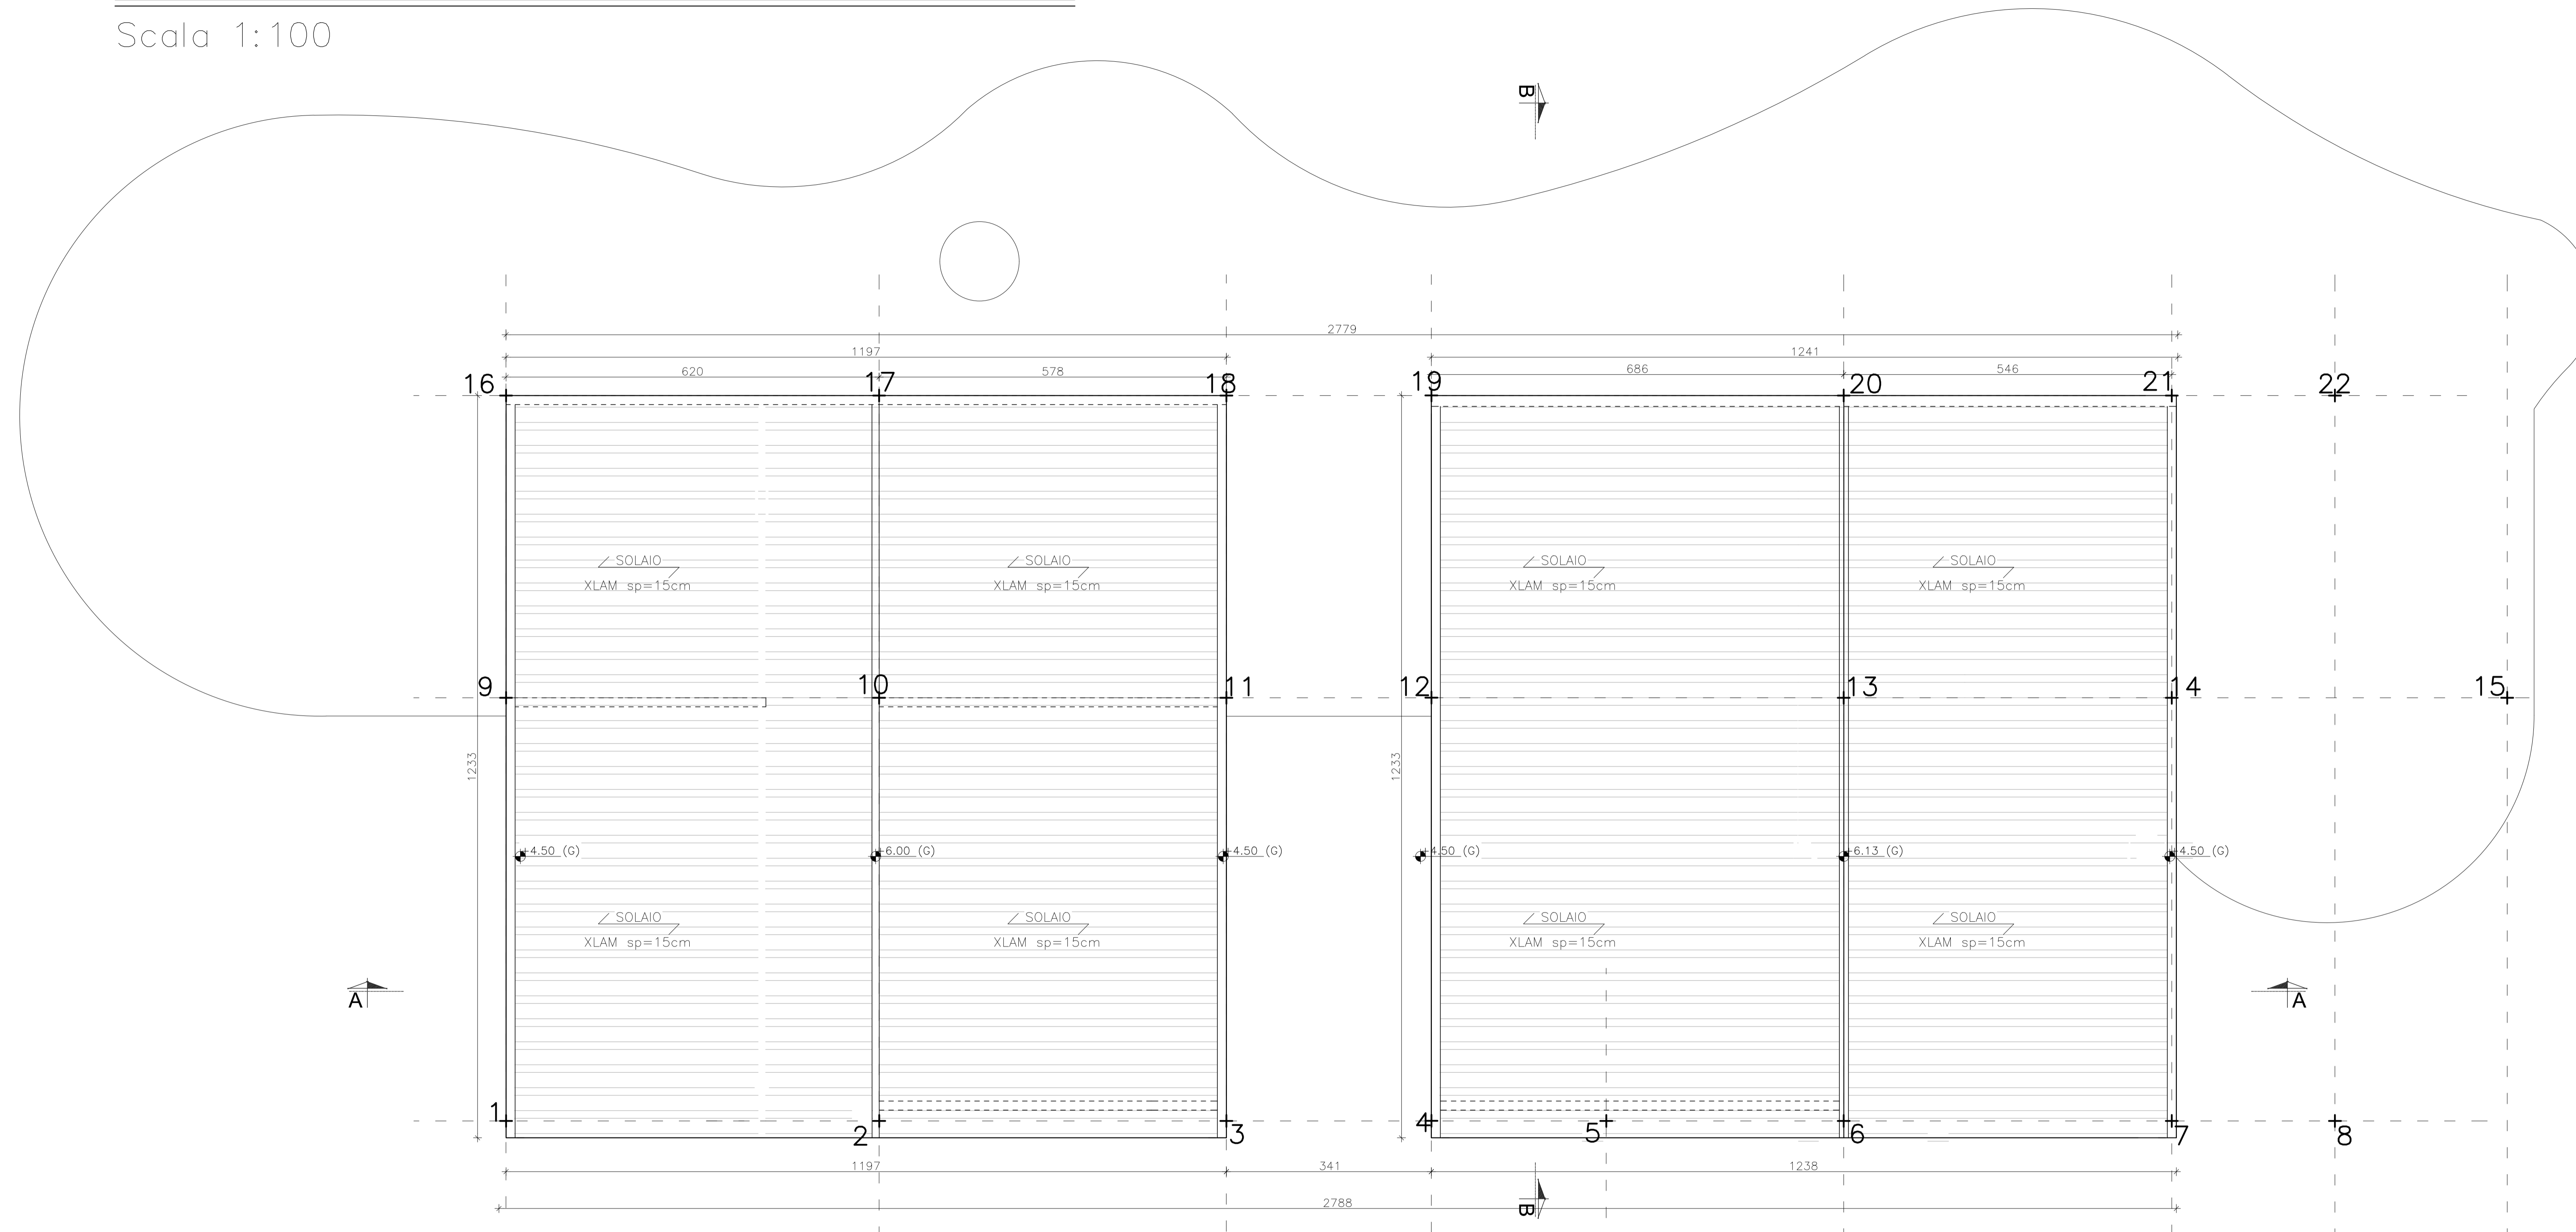 Scala 1:100
B
2779
1197
1241
620
578
686
546
16
17
18
19
20
21
22
SOLAIO
XLAM sp=15cm
SOLAIO
XLAM sp=15cm
SOLAIO
XLAM sp=15cm
SOLAIO
XLAM sp=15cm
9
10
11
12
13
14
15
1233
1233
+4.50 (G)
+6.00 (G)
+4.50 (G)
+4.50 (G)
+6.13 (G)
+4.50 (G)
SOLAIO
XLAM sp=15cm
SOLAIO
XLAM sp=15cm
SOLAIO
XLAM sp=15cm
SOLAIO
XLAM sp=15cm
A
A
1
2
3
4
5
6
7
8
1197
341
1238
2788
B